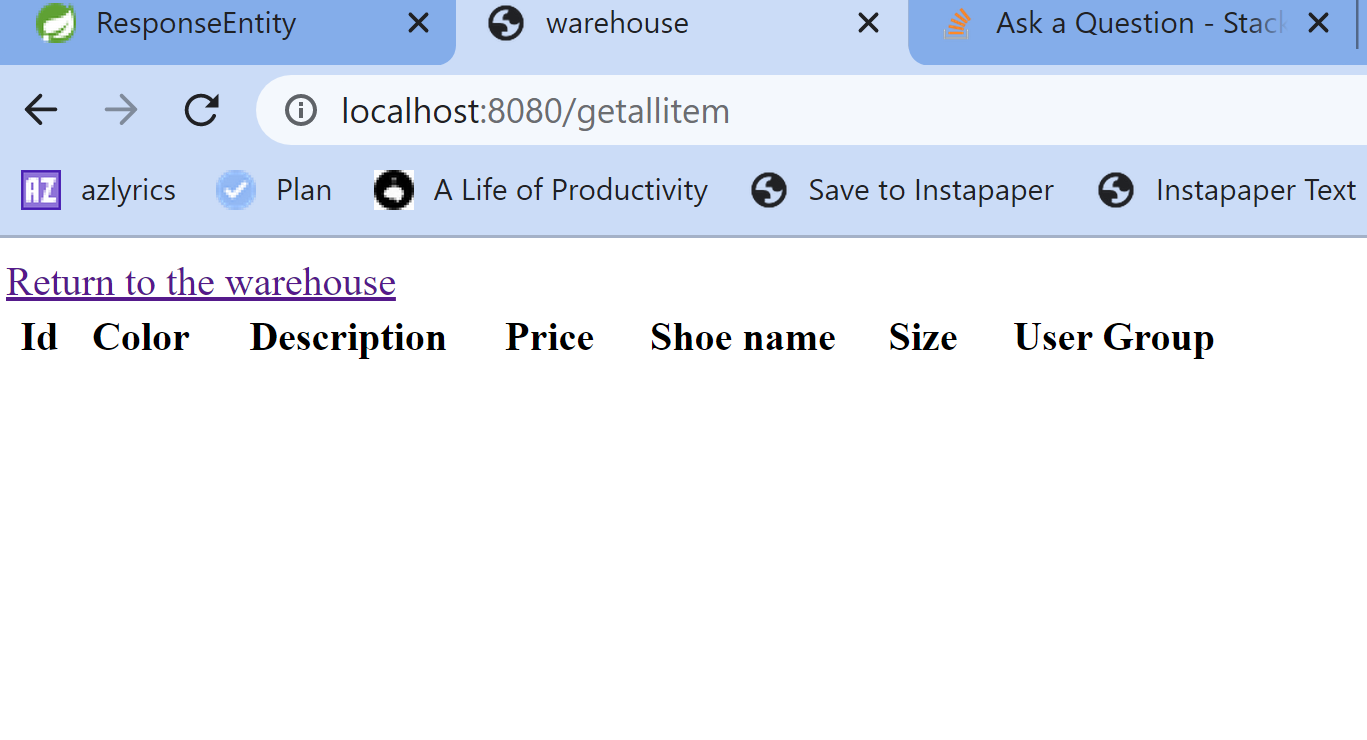 ResponseEntity warehouse Ask a Question - Stack
localhost:8080/getallitem
AZ azlyrics Plan A Life of Productivity Save to Instapaper Instapaper Text
Return to the warehouse
Id Color Description Price Shoe name Size User Group